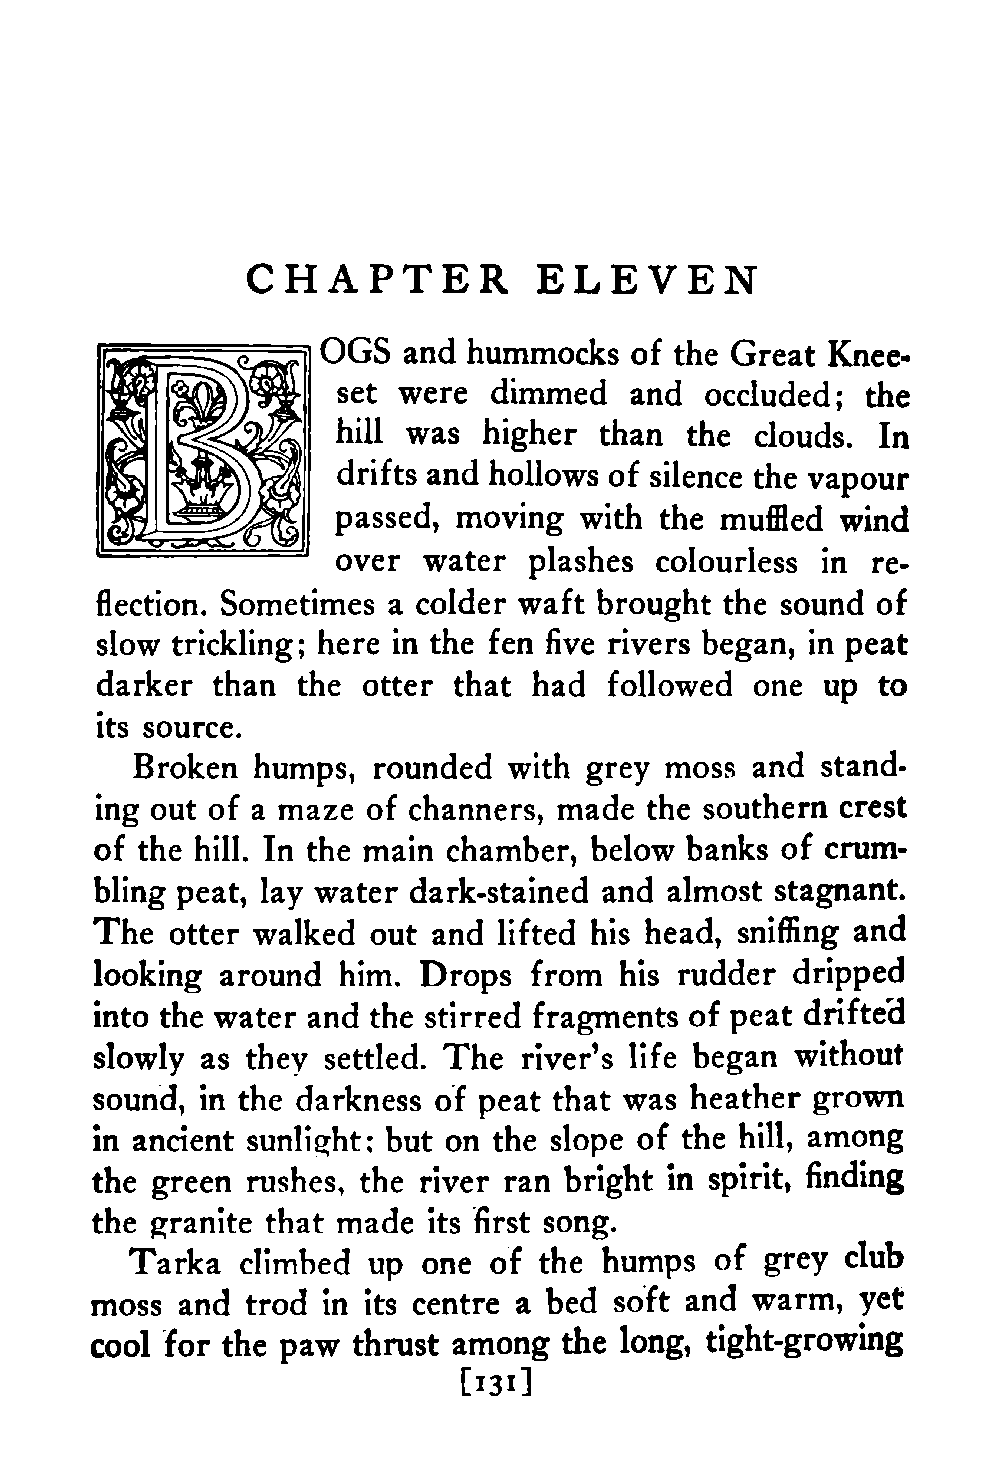 CHAPTER ELEVEN
BOGS and hummocks of the Great Knee-
set were dimmed and occluded; the
hill was higher than the clouds. In
drifts and hollows of silence the vapour
passed, moving with the muffled wind
over water plashes colourless in re-
flection. Sometimes a colder waft brought the sound of
slow trickling; here in the fen five rivers began, in peat
darker than the otter that had followed one up to
its source.
Broken humps, rounded with grey moss and stand-
ing out of a maze of channers, made the southern crest
of the hill. In the main chamber, below banks of crum-
bling peat, lay water dark-stained and almost stagnant.
The otter walked out and lifted his head, sniffing and
looking around him. Drops from his rudder dripped
into the water and the stirred fragments of peat drifted
slowly as they settled. The river's life began without
sound, in the darkness of peat that was heather grown
in ancient sunlight: but on the slope of the hill, among
the green rushes, the river ran bright in spirit, finding
the granite that made its first song.
Tarka climbed up one of the humps of grey club
moss and trod in its centre a bed soft and warm, yet
cool for the paw thrust among the long, tight-growing
[131]